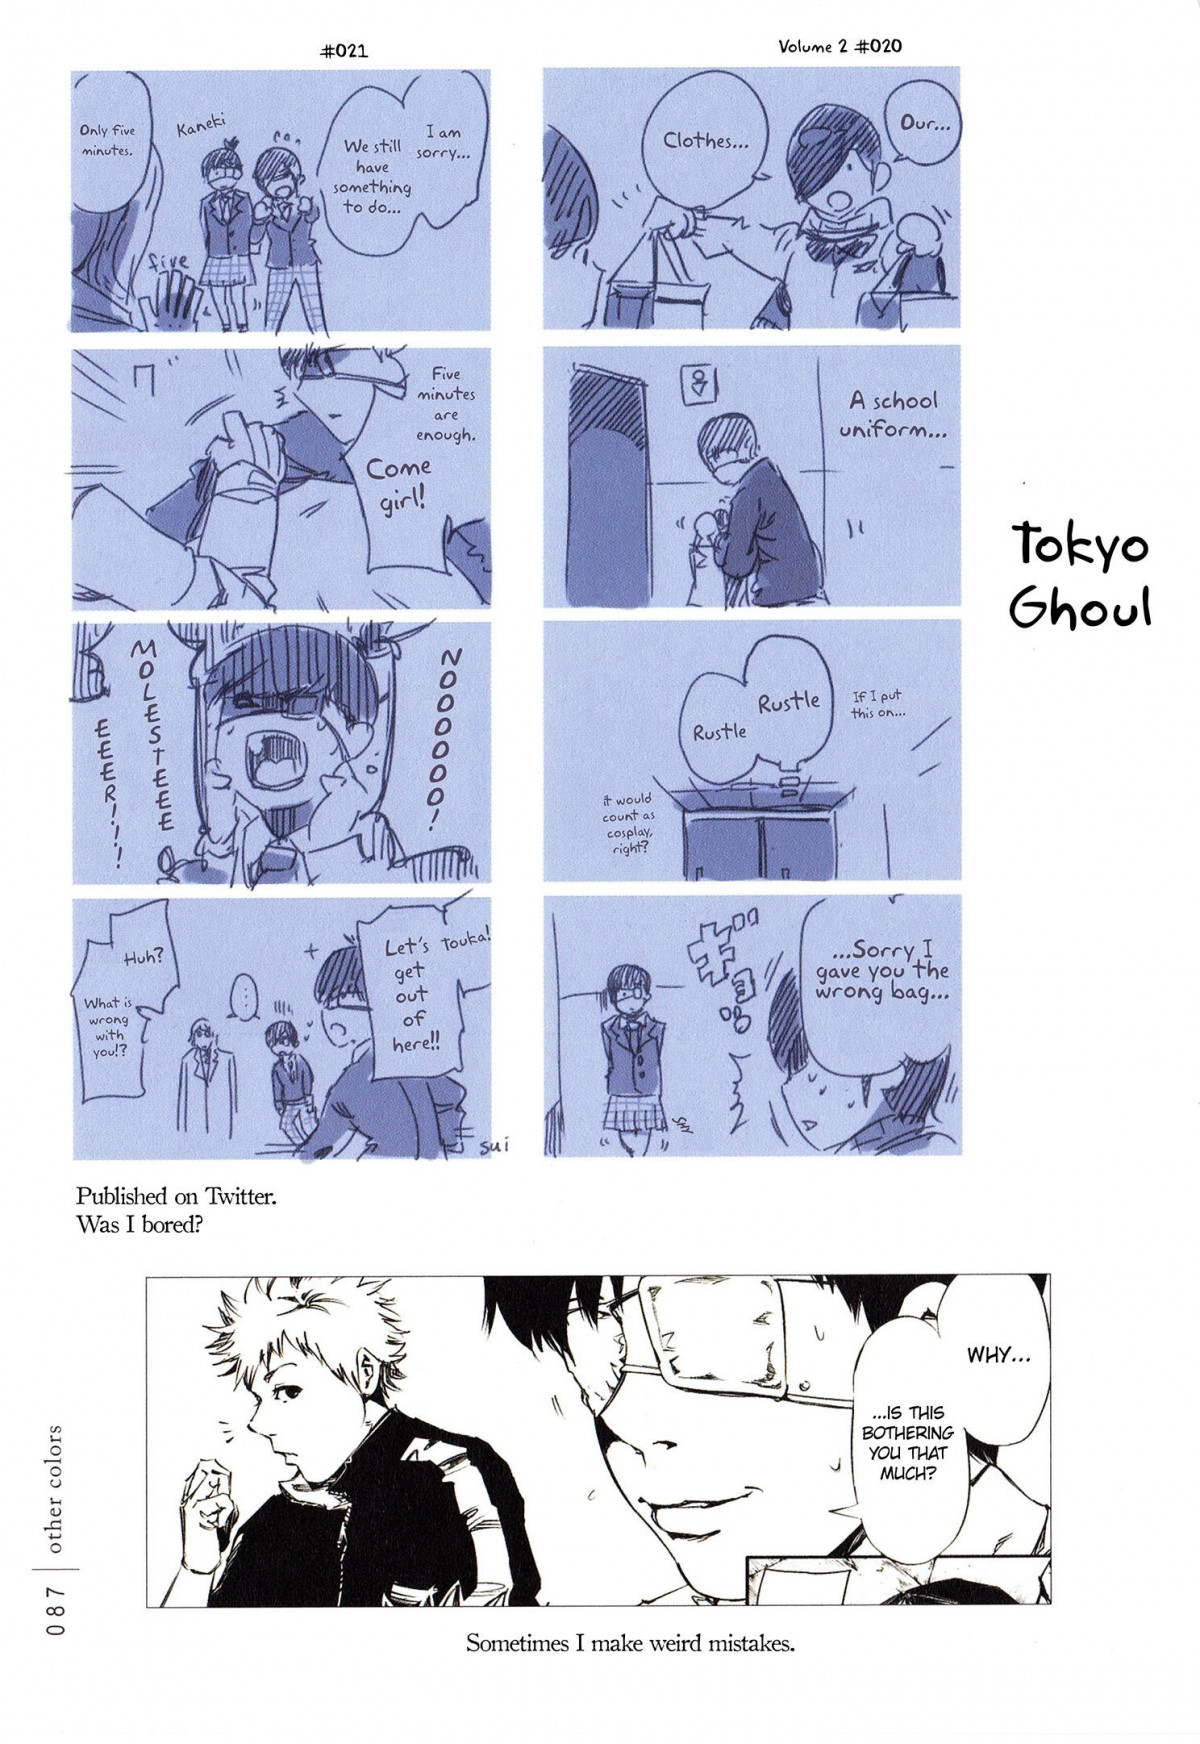 Volume 2 #020
Our...
Clothes...
A school
uniform...
If I put
this on...
Rustle
Rustle
it would
count as
cosplay,
right?
...Sorry I
gave you the
wrong bag...
#021
I am
sorry...
We still
have
something
to do...
Kaneki
Only five
minutes.
five
Five
minutes
are
enough.
Come
girl!
NOOOOOO!
MOLESTEEEE
EEER!!!
Touka!
Let's
get
out
of
here!!
....
Huh?
What is
wrong
with
you!?
sui
Tokyo
Ghoul
Published on Twitter.
Was I bored?
WHY...
...IS THIS
BOTHERING
YOU THAT
MUCH?
Sometimes I make weird mistakes.
087 | other colors